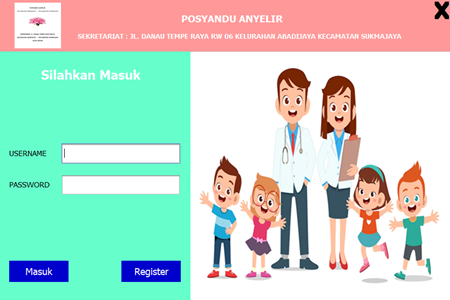 POSYANDU ANYELIR
SEKRETARIAT : JL. DANAU TEMPE RAYA RW 06 KELURAHAN ABADIJAYA KECAMATAN SUKMAJAYA
X
Silahkan Masuk
USERNAME
PASSWORD
Masuk
Register